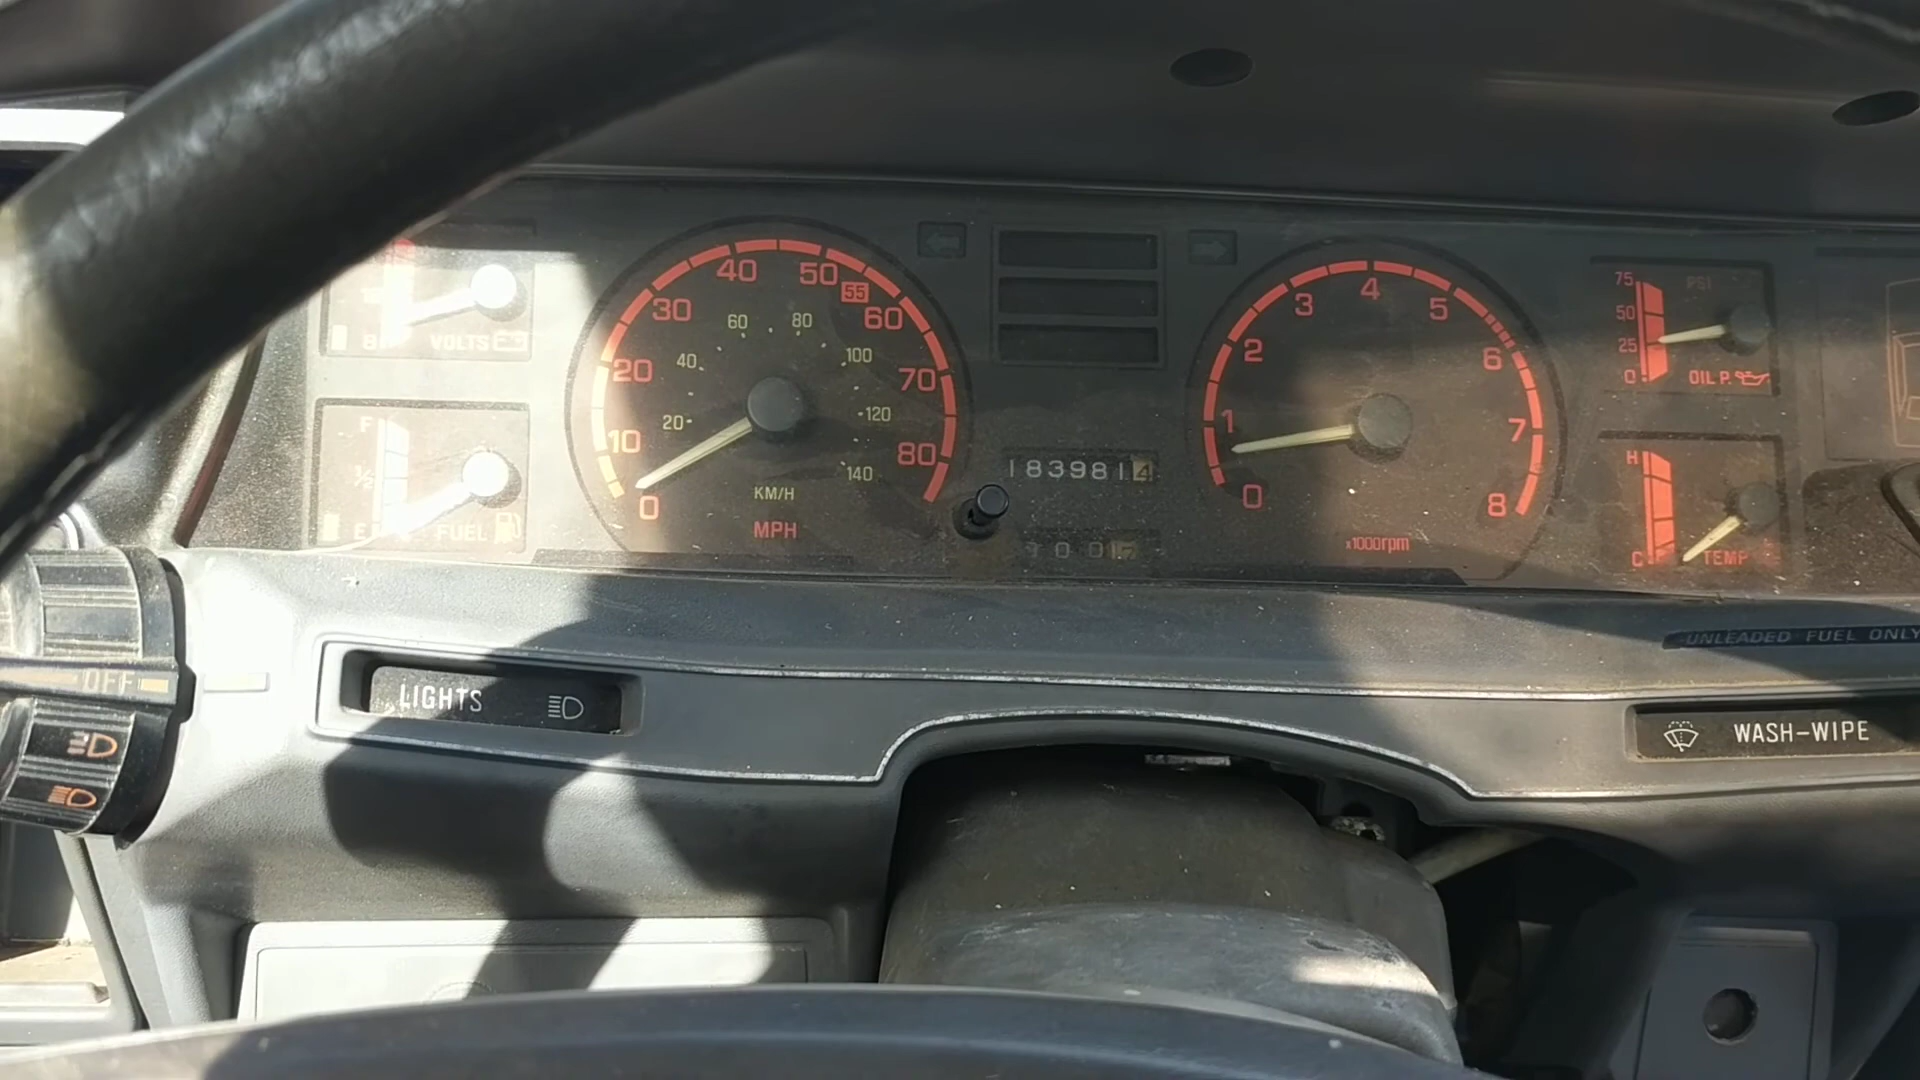 8 VOLTS
F
1/2
E FUEL
0 10 20 30 40 50 55 60 70 80
20 40 60 80 100 120 140
KM/H
MPH
1839814
0 1 2 3 4 5 6 7 8
x1000rpm
75 PSI
50
25
0 OIL P.
H
C TEMP
UNLEADED FUEL ONLY
OFF
LIGHTS
WASH-WIPE